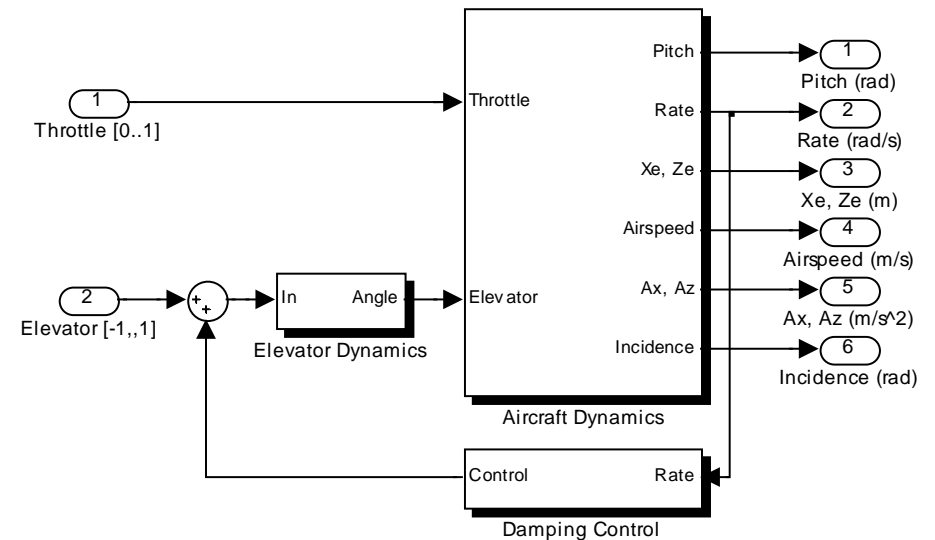 Pitch
1
Pitch (rad)
1
Throttle [0..1]
Throttle
Rate
2
Rate (rad/s)
Xe, Ze
3
Xe, Ze (m)
Airspeed
4
Airspeed (m/s)
2
Elevator [-1,,1]
+
+
In
Angle
Elevator Dynamics
Elevator
Ax, Az
5
Ax, Az (m/s^2)
Incidence
6
Incidence (rad)
Aircraft Dynamics
Control
Rate
Damping Control